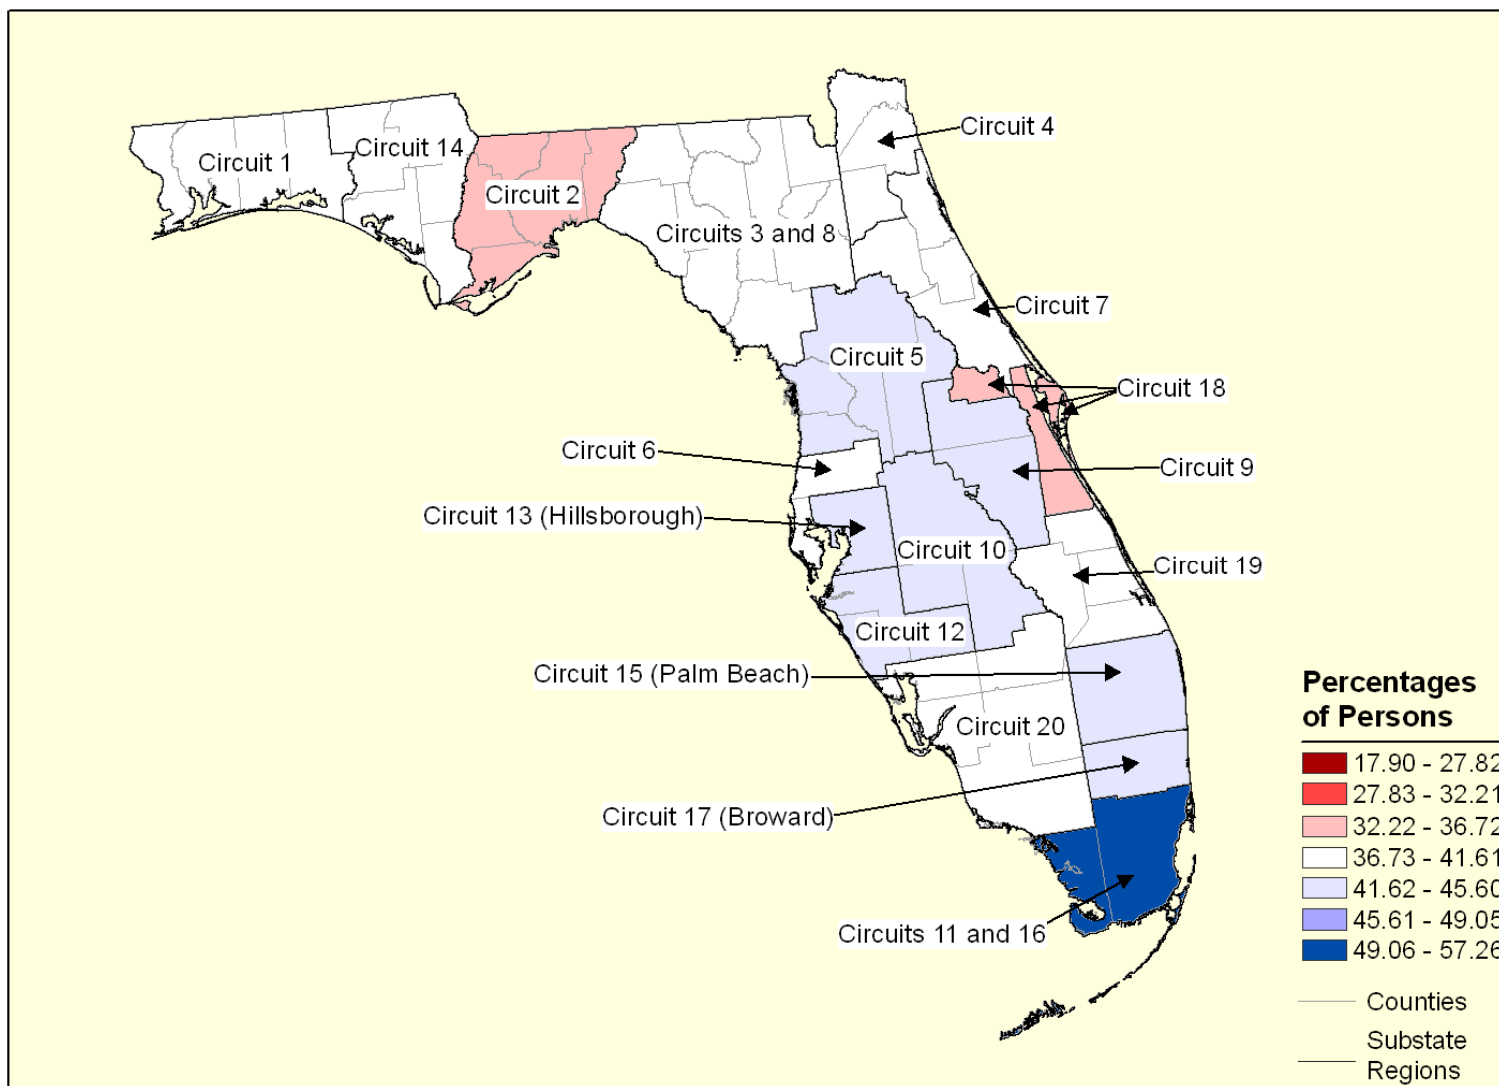 Circuit 4
Circuit 14
Circuit 1
Circuit 2
Circuits 3 and 8
Circuit 7
Circuit 5
Circuit 18
Circuit 6
Circuit 9
Circuit 13 (Hillsborough)
Circuit 10
Circuit 19
Circuit 12
Circuit 15 (Palm Beach)
Circuit 20
Circuit 17 (Broward)
Circuits 11 and 16
Percentages
of Persons
17.90 - 27.82
27.83 - 32.21
32.22 - 36.72
36.73 - 41.61
41.62 - 45.60
45.61 - 49.05
49.06 - 57.26
Counties
Substate
Regions